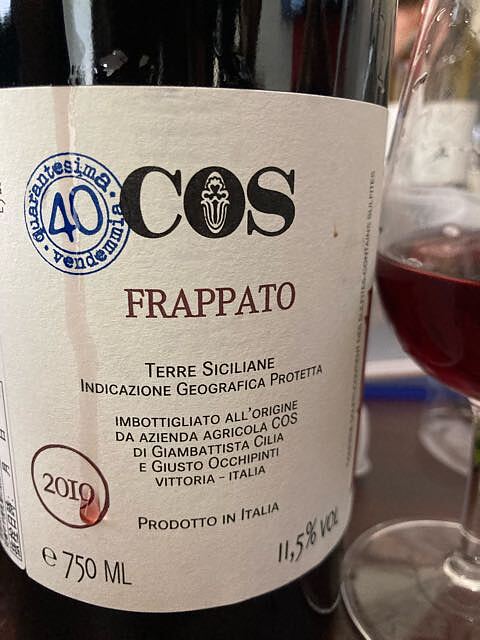 Quarantesima
40
vendemmia
COS
FRAPPATO
TERRE SICILIANE
INDICAZIONE GEOGRAFICA PROTETTA
IMBOTTIGLIATO ALL'ORIGINE
DA AZIENDA AGRICOLA COS
DI GIAMBATTISTA CILIA
E GIUSTO OCCHIPINTI
VITTORIA - ITALIA
2019
PRODOTTO IN ITALIA
e 750 ML
11,5% VOL